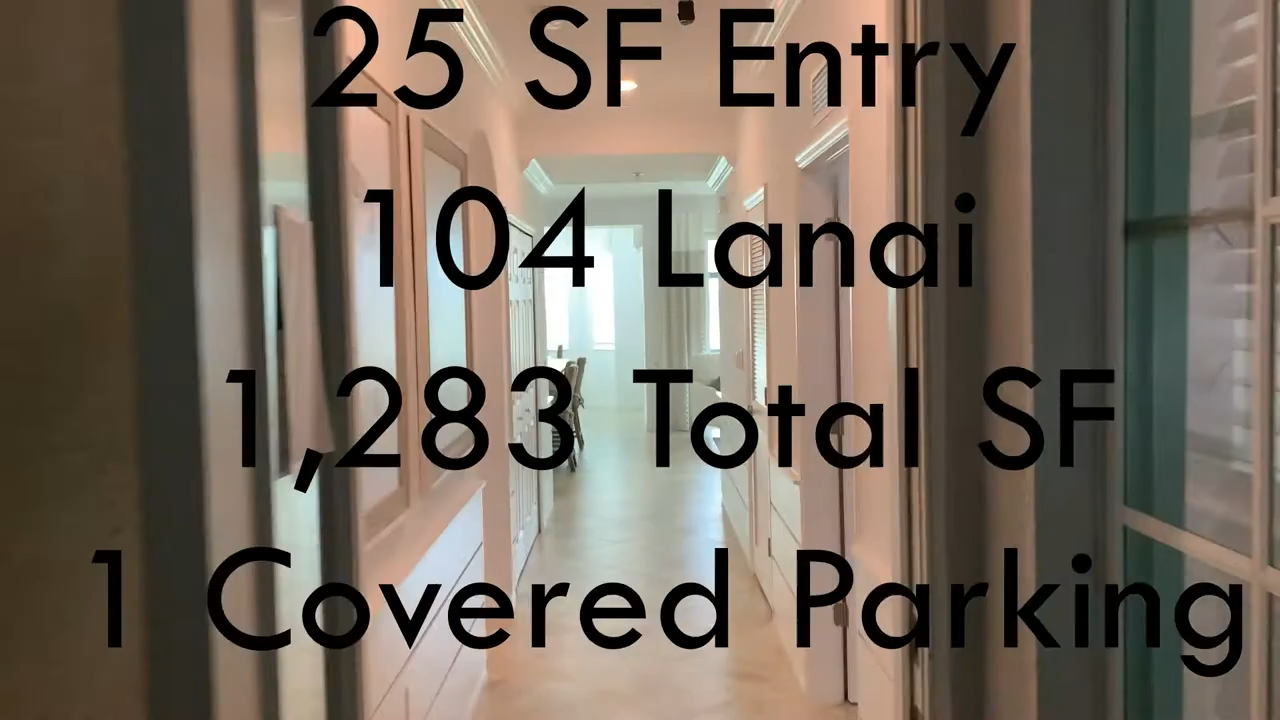 25 SF Entry
104 Lanai
1,283 Total SF
1 Covered Parking